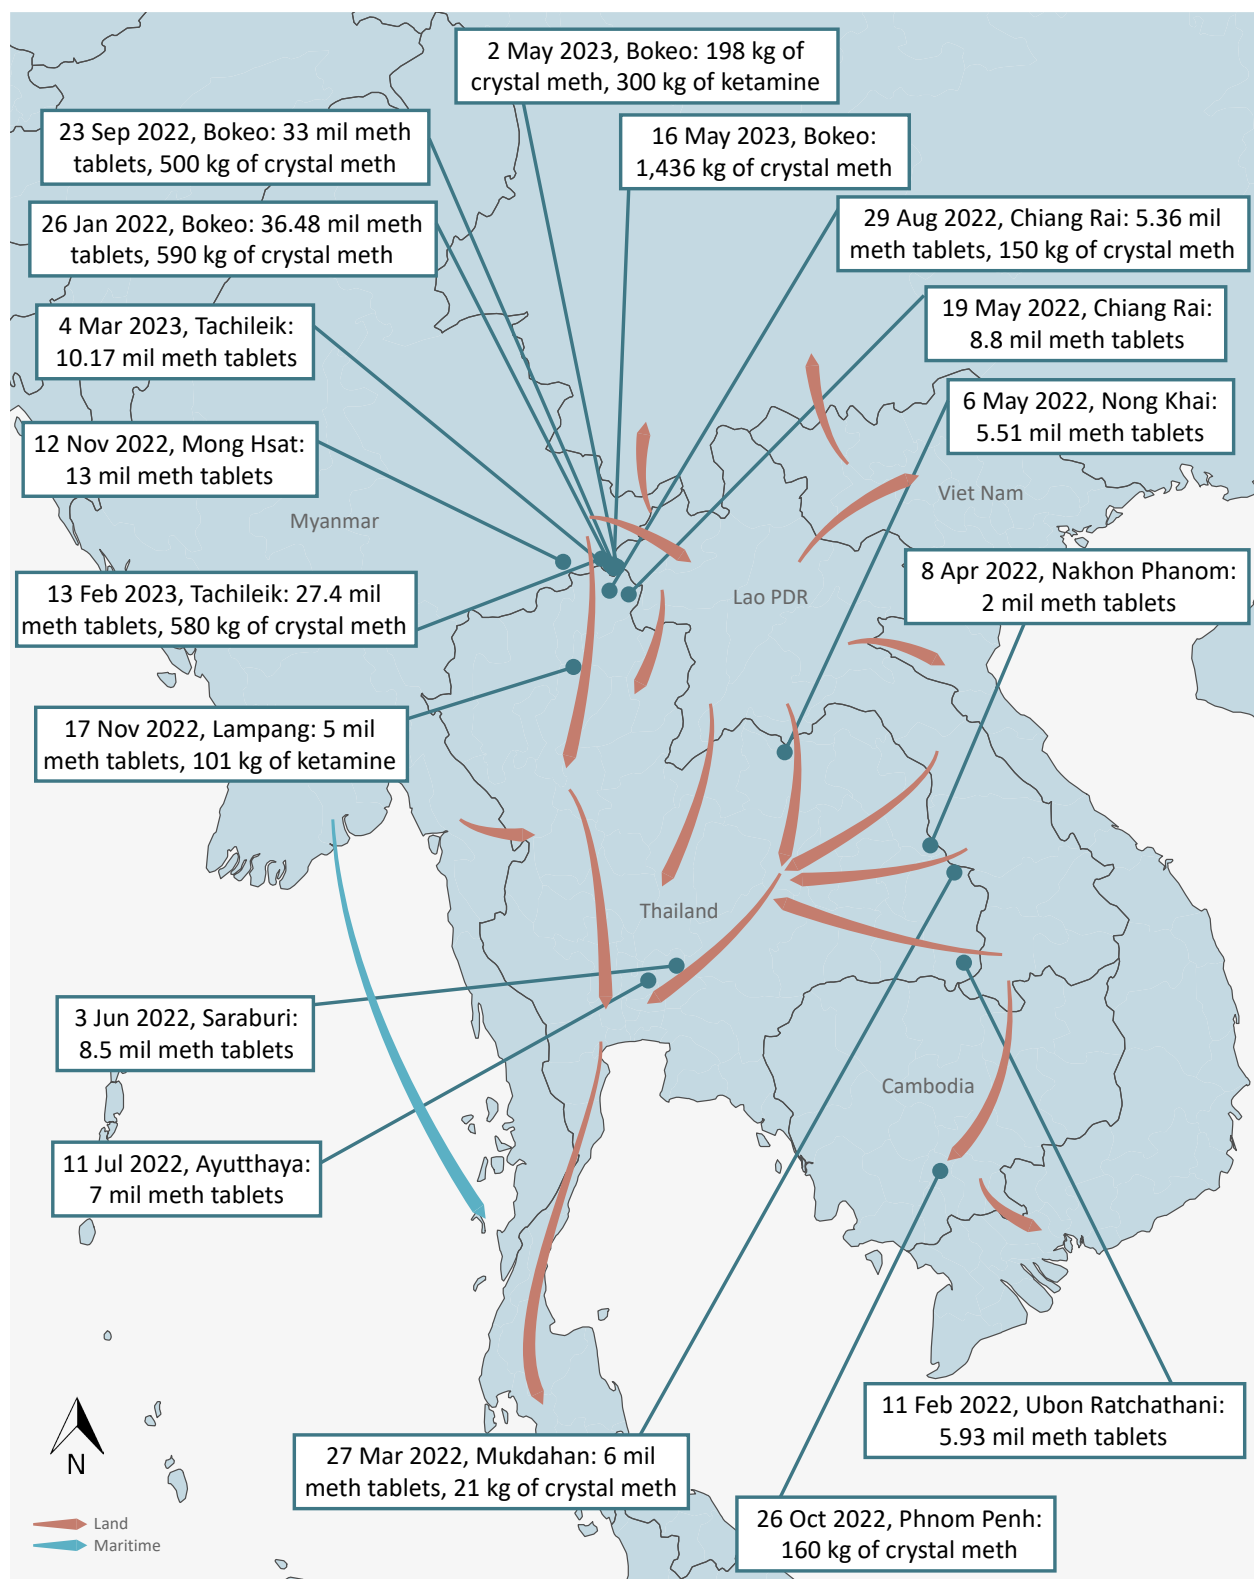 2 May 2023, Bokeo: 198 kg of
crystal meth, 300 kg of ketamine
23 Sep 2022, Bokeo: 33 mil meth
tablets, 500 kg of crystal meth
16 May 2023, Bokeo:
1,436 kg of crystal meth
26 Jan 2022, Bokeo: 36.48 mil meth
tablets, 590 kg of crystal meth
29 Aug 2022, Chiang Rai: 5.36 mil
meth tablets, 150 kg of crystal meth
4 Mar 2023, Tachileik:
10.17 mil meth tablets
19 May 2022, Chiang Rai:
8.8 mil meth tablets
6 May 2022, Nong Khai:
5.51 mil meth tablets
12 Nov 2022, Mong Hsat:
13 mil meth tablets
Myanmar
Viet Nam
8 Apr 2022, Nakhon Phanom:
2 mil meth tablets
13 Feb 2023, Tachileik: 27.4 mil
meth tablets, 580 kg of crystal meth
Lao PDR
17 Nov 2022, Lampang: 5 mil
meth tablets, 101 kg of ketamine
Thailand
3 Jun 2022, Saraburi:
8.5 mil meth tablets
Cambodia
11 Jul 2022, Ayutthaya:
7 mil meth tablets
11 Feb 2022, Ubon Ratchathani:
5.93 mil meth tablets
27 Mar 2022, Mukdahan: 6 mil
meth tablets, 21 kg of crystal meth
26 Oct 2022, Phnom Penh:
160 kg of crystal meth
N
Land
Maritime